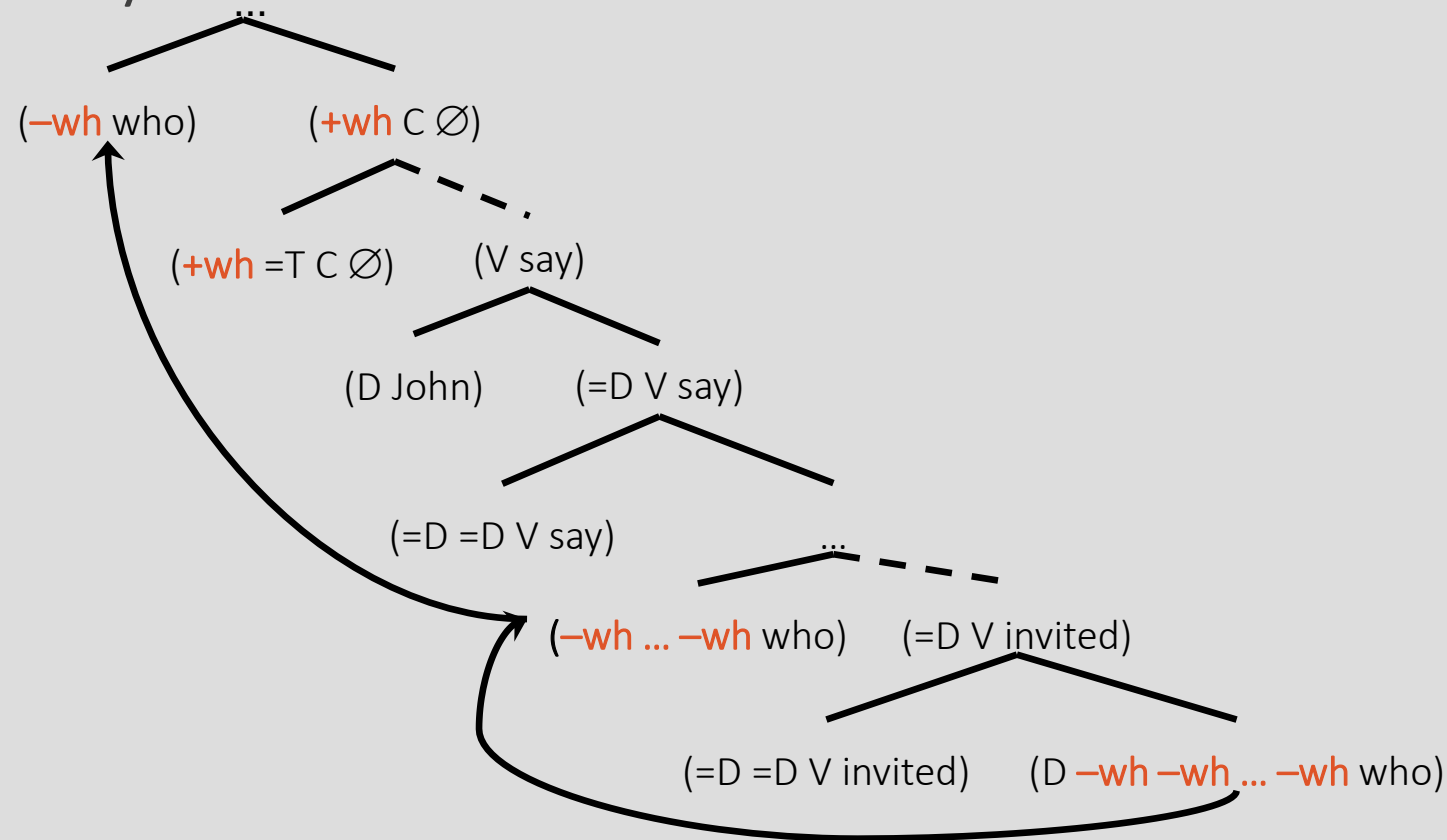 ...
(–wh who) (+wh C ∅)
(+wh =T C ∅) (V say)
(D John) (=D V say)
(=D =D V say) ...
(–wh ... –wh who) (=D V invited)
(=D =D V invited) (D –wh –wh ... –wh who)